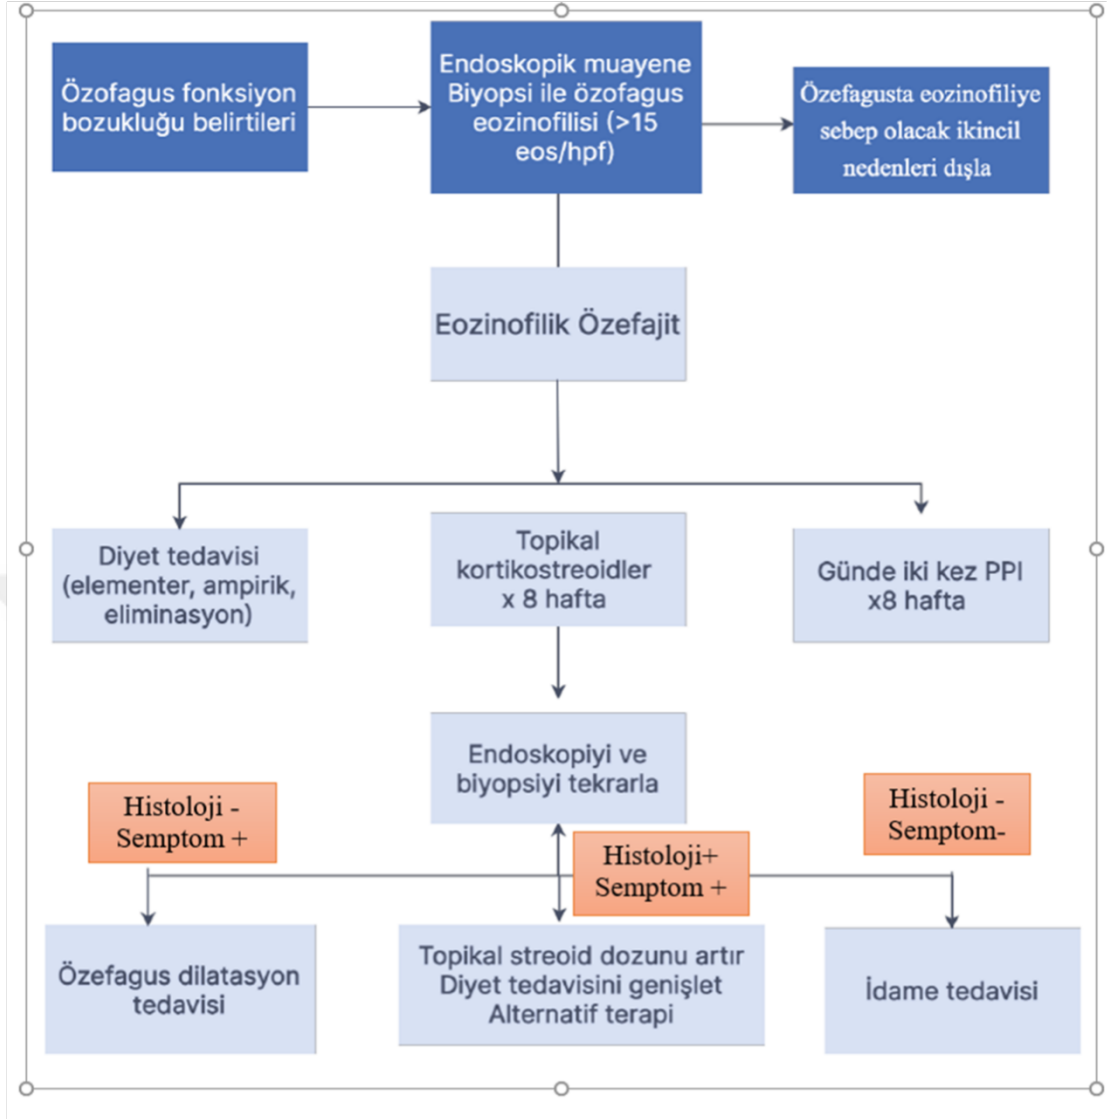 Özofagus fonksiyon
bozukluğu belirtileri
Endoskopik muayene
Biyopsi ile özofagus
eozinofilisi (>15
eos/hpf)
Özefagusta eozinofiliye
sebep olacak ikincil
nedenleri dışla
Eozinofilik Özefajit
Diyet tedavisi
(elementer, ampirik,
eliminasyon)
Topikal
kortikostreoidler
x 8 hafta
Günde iki kez PPI
x8 hafta
Endoskopiyi ve
biyopsiyi tekrarla
Histoloji -
Semptom +
Histoloji+
Semptom +
Histoloji -
Semptom-
Özefagus dilatasyon
tedavisi
Topikal streoid dozunu artır
Diyet tedavisini genişlet
Alternatif terapi
İdame tedavisi